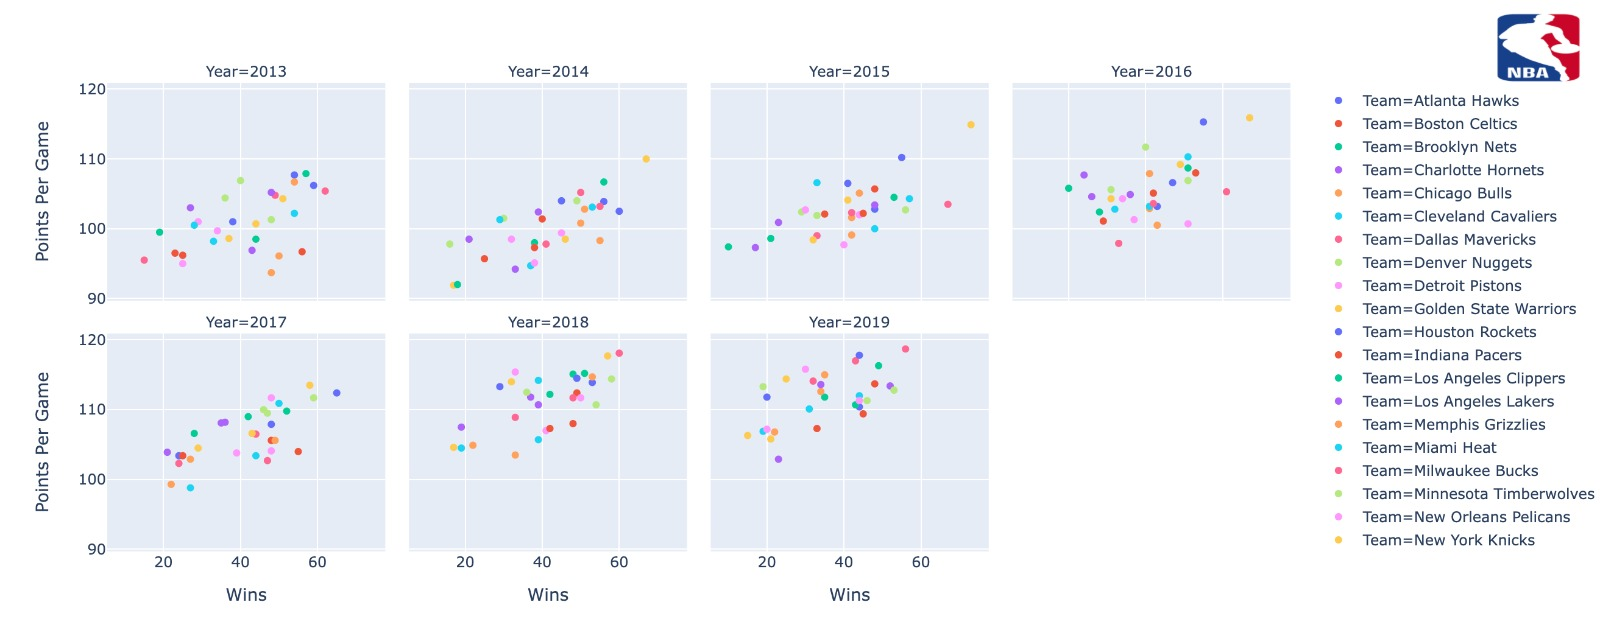 NBA
Year=2013 Year=2014 Year=2015 Year=2016
120
110
100
90
Points Per Game
Year=2017 Year=2018 Year=2019
120
110
100
90
Points Per Game
20 40 60 20 40 60 20 40 60
Wins Wins Wins
Team=Atlanta Hawks
Team=Boston Celtics
Team=Brooklyn Nets
Team=Charlotte Hornets
Team=Chicago Bulls
Team=Cleveland Cavaliers
Team=Dallas Mavericks
Team=Denver Nuggets
Team=Detroit Pistons
Team=Golden State Warriors
Team=Houston Rockets
Team=Indiana Pacers
Team=Los Angeles Clippers
Team=Los Angeles Lakers
Team=Memphis Grizzlies
Team=Miami Heat
Team=Milwaukee Bucks
Team=Minnesota Timberwolves
Team=New Orleans Pelicans
Team=New York Knicks